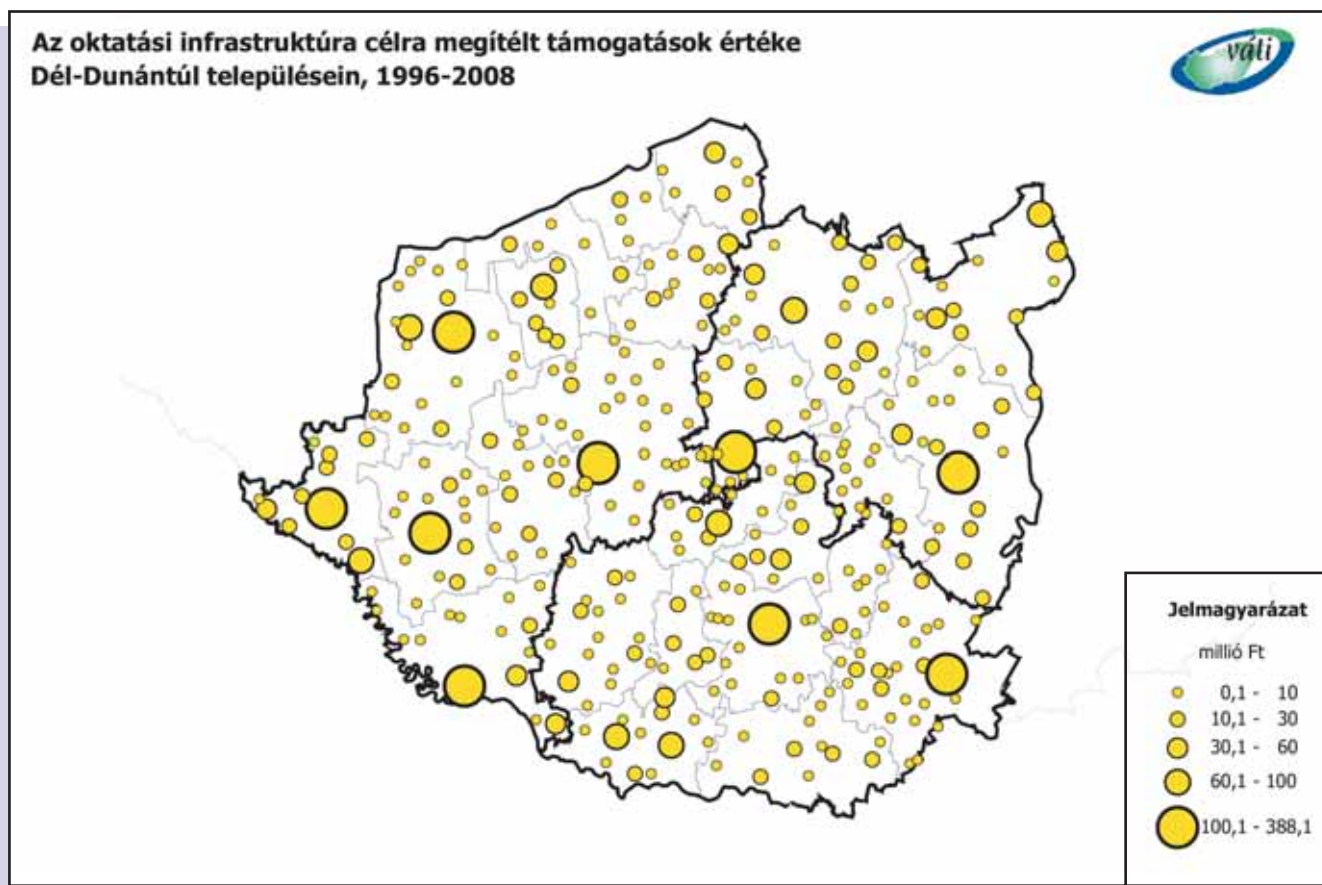 Az oktatási infrastruktúra célra megítélt támogatások értéke
Dél-Dunántúl településein, 1996-2008
váti
Jelmagyarázat
millió Ft
0,1 - 10
10,1 - 30
30,1 - 60
60,1 - 100
100,1 - 388,1